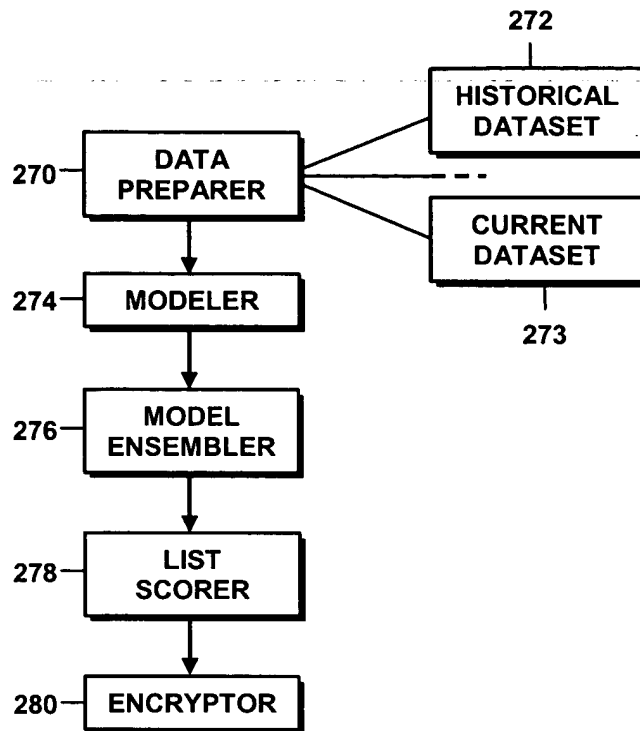 272
HISTORICAL
DATASET
270
DATA
PREPARER
CURRENT
DATASET
273
274
MODELER
276
MODEL
ENSEMBLER
278
LIST
SCORER
280
ENCRYPTOR